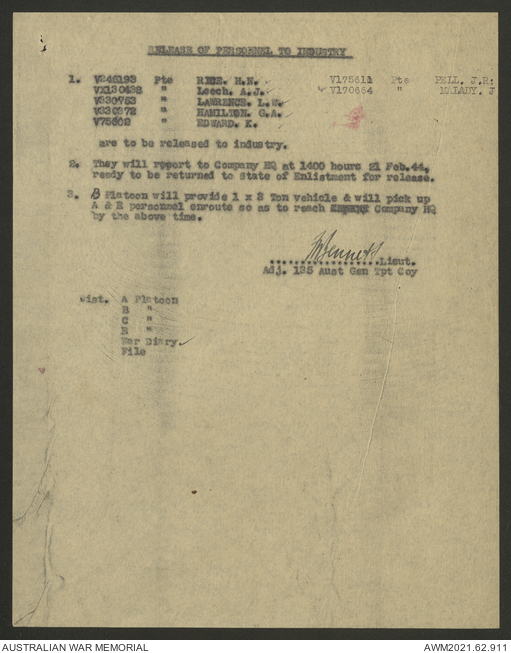 RELEASE OF PERSONNEL TO INDUSTRY
1. V246193 Pte REEE. H.N. V175611 Pte PELL. J.R.
VX130438 " Leech. A.J. V170664 " MALADY. J
V330753 " LAWRENCE. L.W.
V330372 " HAMILTON. G.A.
V75602 " EDWARD. K.
are to be released to industry.
2. They will report to Company HQ at 1400 hours 21 Feb.44,
ready to be returned to State of Enlistment for release.
3. B Platoon will provide 1 x 3 Ton vehicle & will pick up
A & R personnel enroute so as to reach Company HQ
by the above time.
..................Lieut.
Adj. 135 Aust Gen Tpt Coy
Dist. A Platoon
B "
C "
R "
War Diary.
File
AUSTRALIAN WAR MEMORIAL AWM2021.62.911